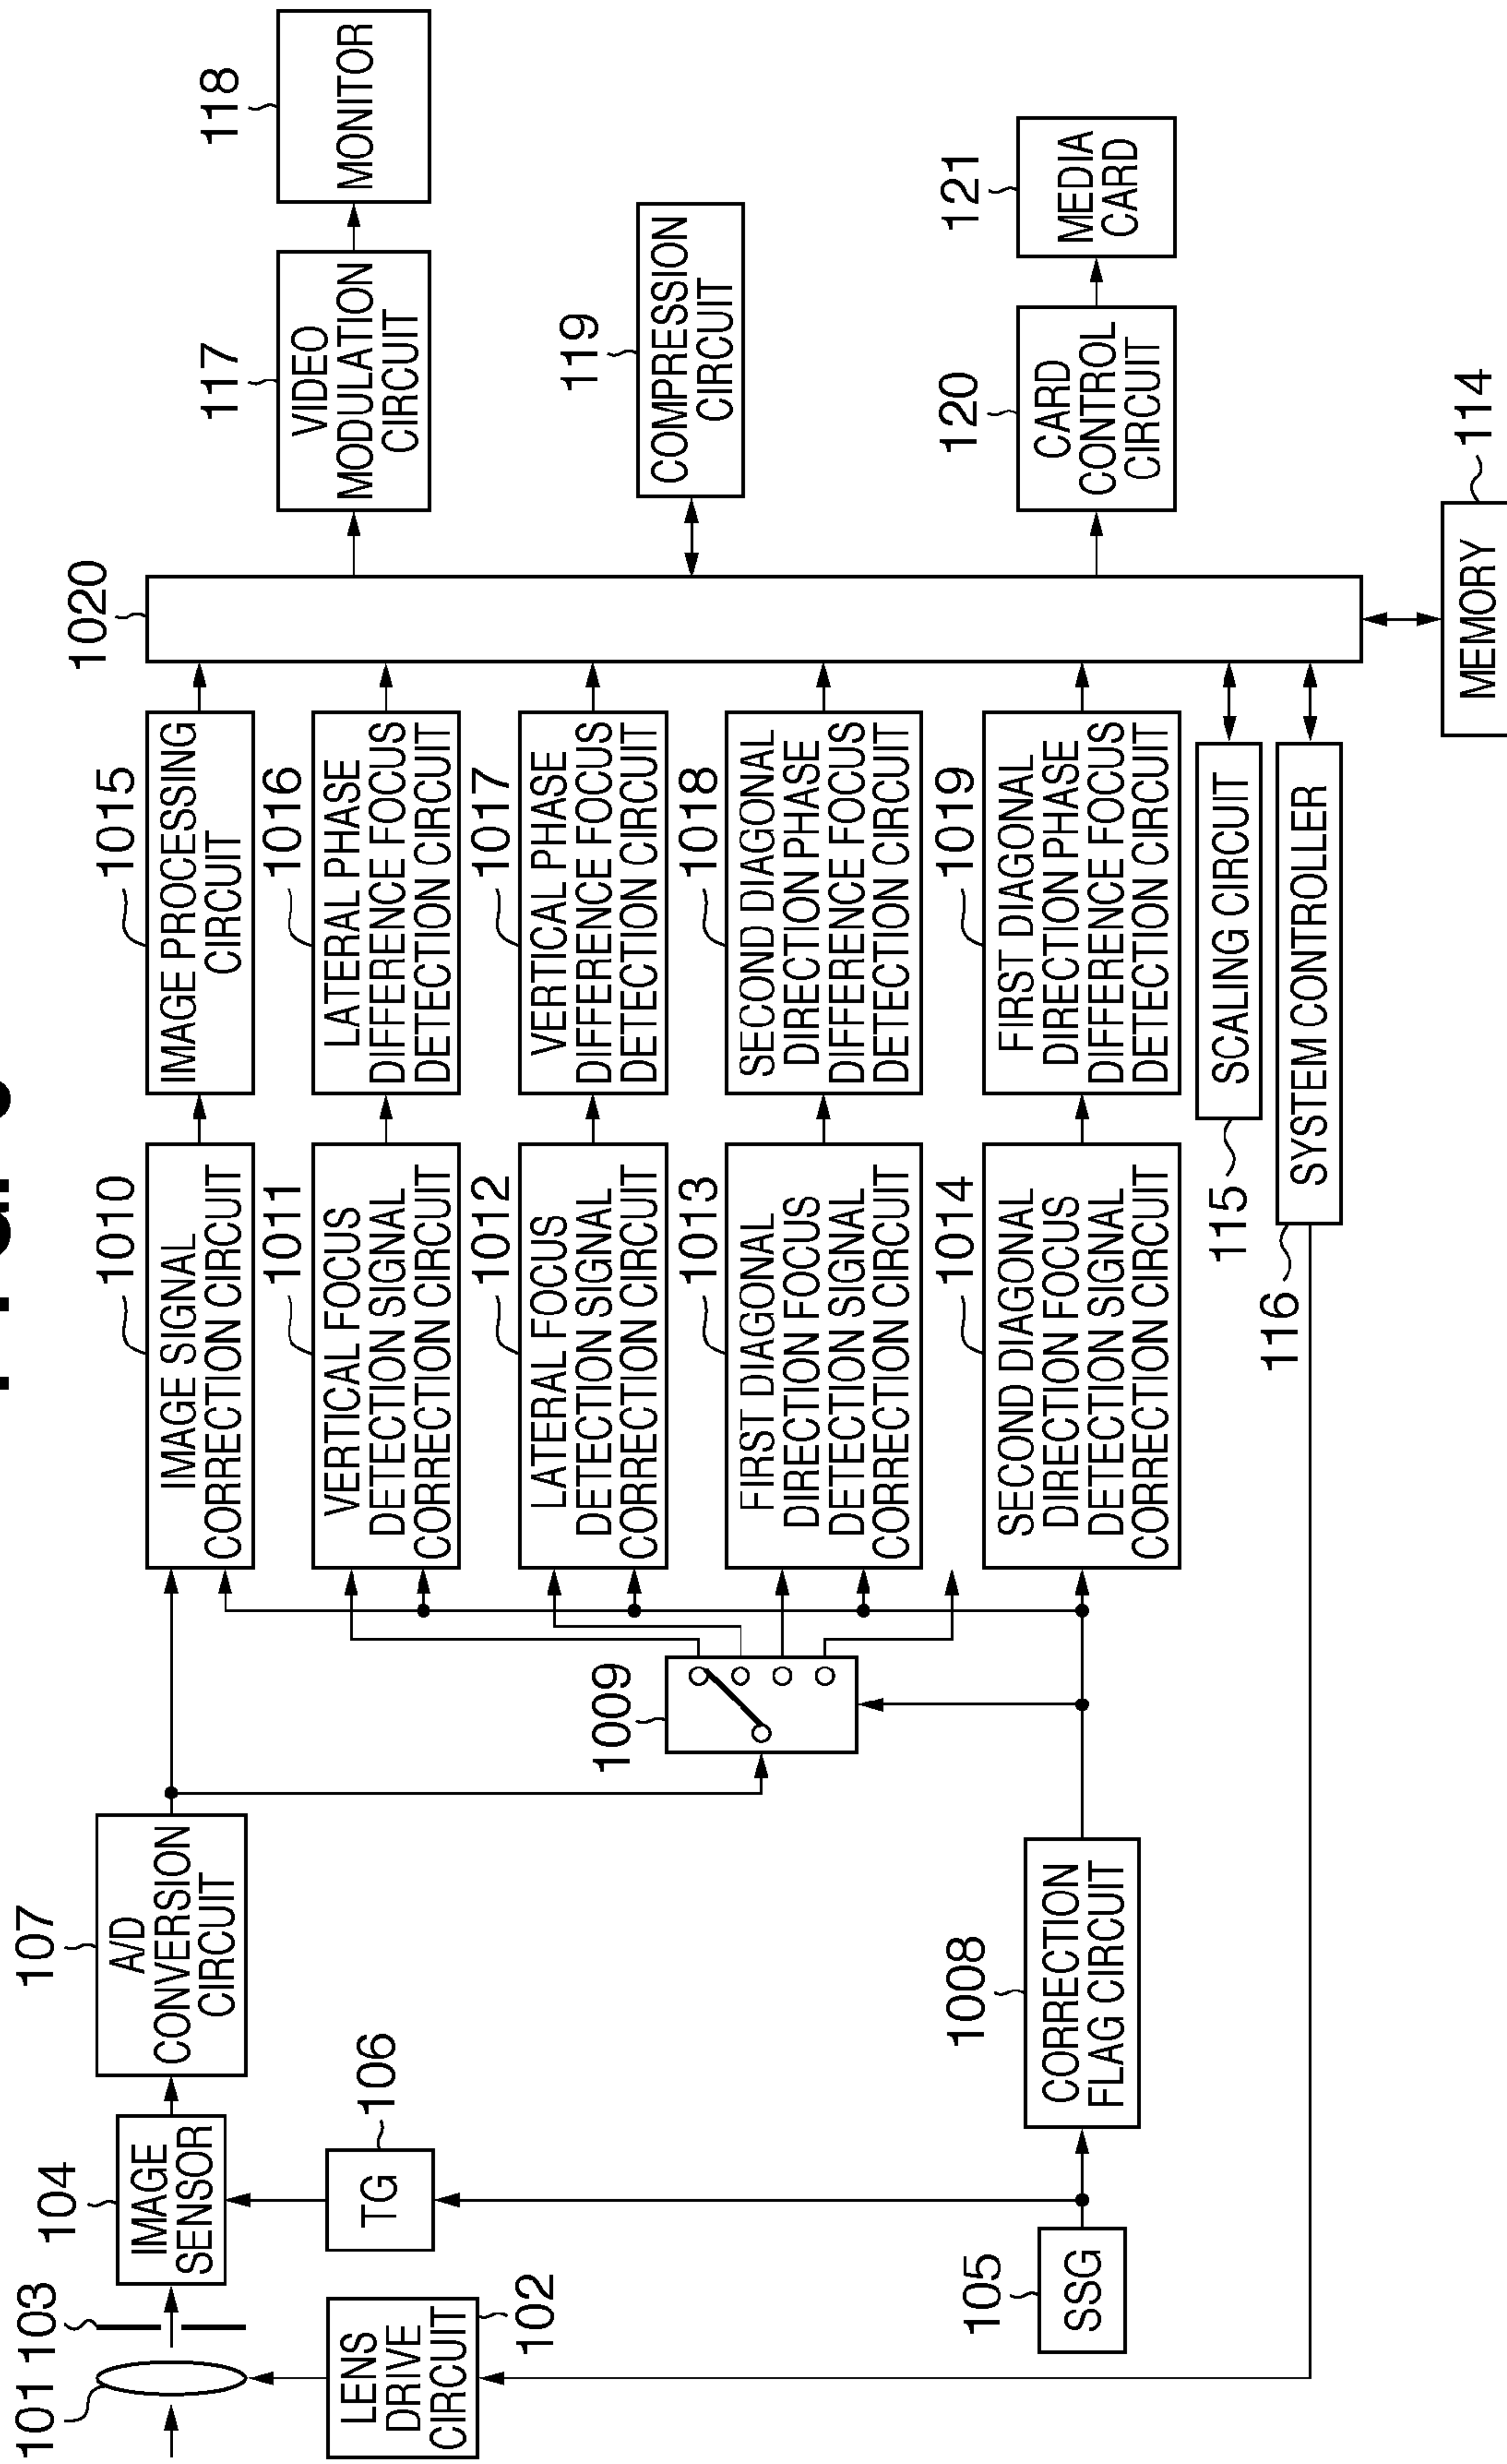 101
103
104
IMAGE
SENSOR
107
A/D
CONVERSION
CIRCUIT
102
LENS
DRIVE
CIRCUIT
106
TG
105
SSG
1008
CORRECTION
FLAG CIRCUIT
1009
1010
IMAGE SIGNAL
CORRECTION CIRCUIT
1011
VERTICAL FOCUS
DETECTION SIGNAL
CORRECTION CIRCUIT
1012
LATERAL FOCUS
DETECTION SIGNAL
CORRECTION CIRCUIT
1013
FIRST DIAGONAL
DIRECTION FOCUS
DETECTION SIGNAL
CORRECTION CIRCUIT
1014
SECOND DIAGONAL
DIRECTION FOCUS
DETECTION SIGNAL
CORRECTION CIRCUIT
1015
IMAGE PROCESSING
CIRCUIT
1016
LATERAL PHASE
DIFFERENCE FOCUS
DETECTION CIRCUIT
1017
VERTICAL PHASE
DIFFERENCE FOCUS
DETECTION CIRCUIT
1018
SECOND DIAGONAL
DIRECTION PHASE
DIFFERENCE FOCUS
DETECTION CIRCUIT
1019
FIRST DIAGONAL
DIRECTION PHASE
DIFFERENCE FOCUS
DETECTION CIRCUIT
115
SCALING CIRCUIT
116
SYSTEM CONTROLLER
1020
117
VIDEO
MODULATION
CIRCUIT
118
MONITOR
119
COMPRESSION
CIRCUIT
120
CARD
CONTROL
CIRCUIT
121
MEDIA
CARD
114
MEMORY